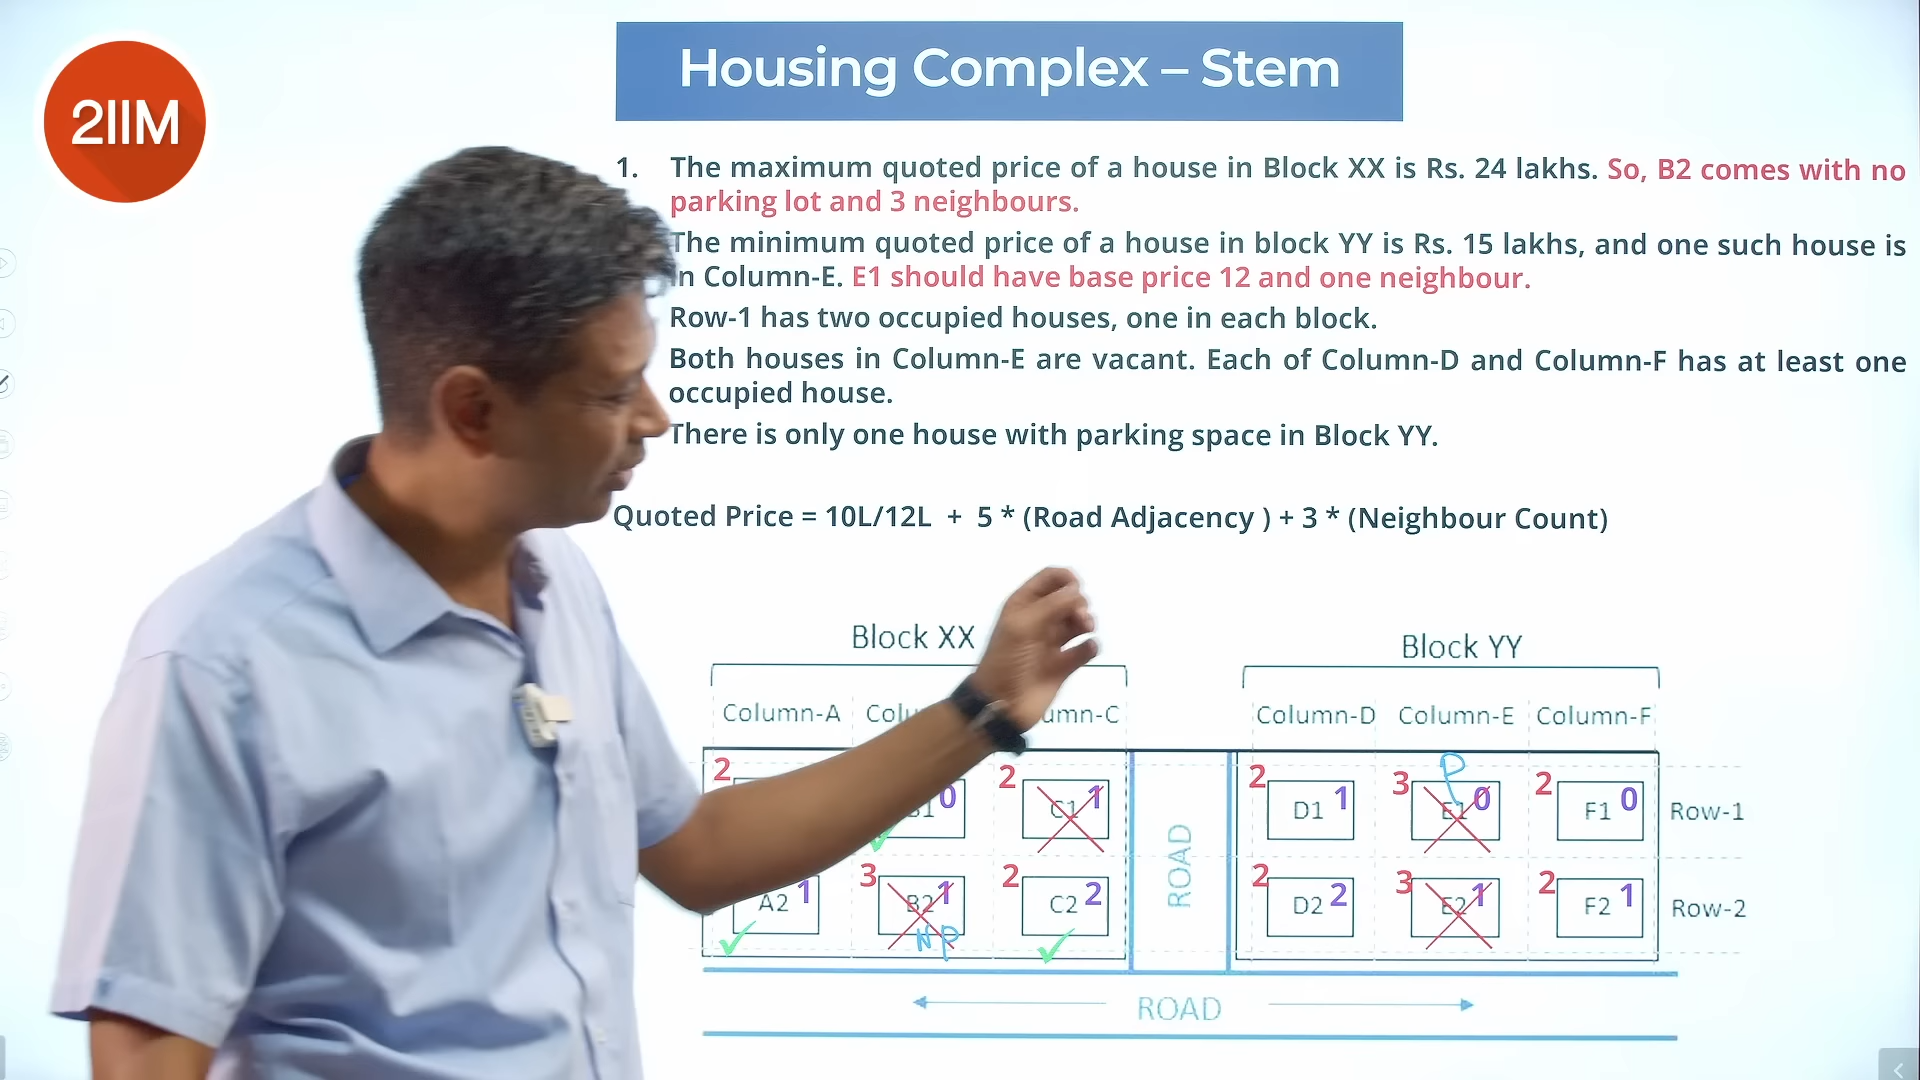 2IIM
Housing Complex – Stem
1. The maximum quoted price of a house in Block XX is Rs. 24 lakhs. So, B2 comes with no
parking lot and 3 neighbours.
The minimum quoted price of a house in block YY is Rs. 15 lakhs, and one such house is
in Column-E. E1 should have base price 12 and one neighbour.
Row-1 has two occupied houses, one in each block.
Both houses in Column-E are vacant. Each of Column-D and Column-F has at least one
occupied house.
There is only one house with parking space in Block YY.
Quoted Price = 10L/12L + 5 * (Road Adjacency ) + 3 * (Neighbour Count)
Block XX Block YY
Column-A Column-D Column-E Column-F
2 0 2 C1 1 2 D1 1 3 E1 0 P 2 F1 0 Row-1
A2 1 3 B2 1 NP 2 C2 2 2 D2 2 3 E2 1 2 F2 1 Row-2
ROAD
ROAD